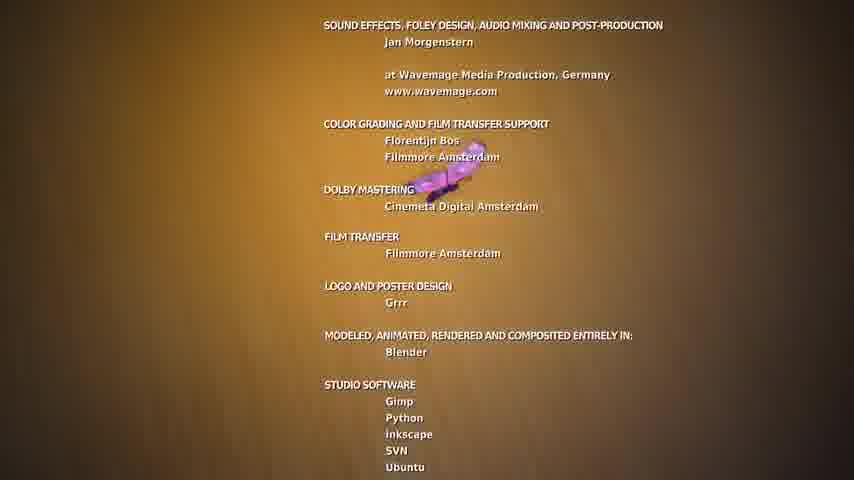 SOUND EFFECTS, FOLEY DESIGN, AUDIO MIXING AND POST-PRODUCTION
Jan Morgenstern
at Wavemage Media Production, Germany
www.wavemage.com
COLOR GRADING AND FILM TRANSFER SUPPORT
Florentijn Bos
Filmmore Amsterdam
DOLBY MASTERING
Cinemeta Digital Amsterdam
FILM TRANSFER
Filmmore Amsterdam
LOGO AND POSTER DESIGN
Grrr
MODELED, ANIMATED, RENDERED AND COMPOSITED ENTIRELY IN:
Blender
STUDIO SOFTWARE
Gimp
Python
Inkscape
SVN
Ubuntu